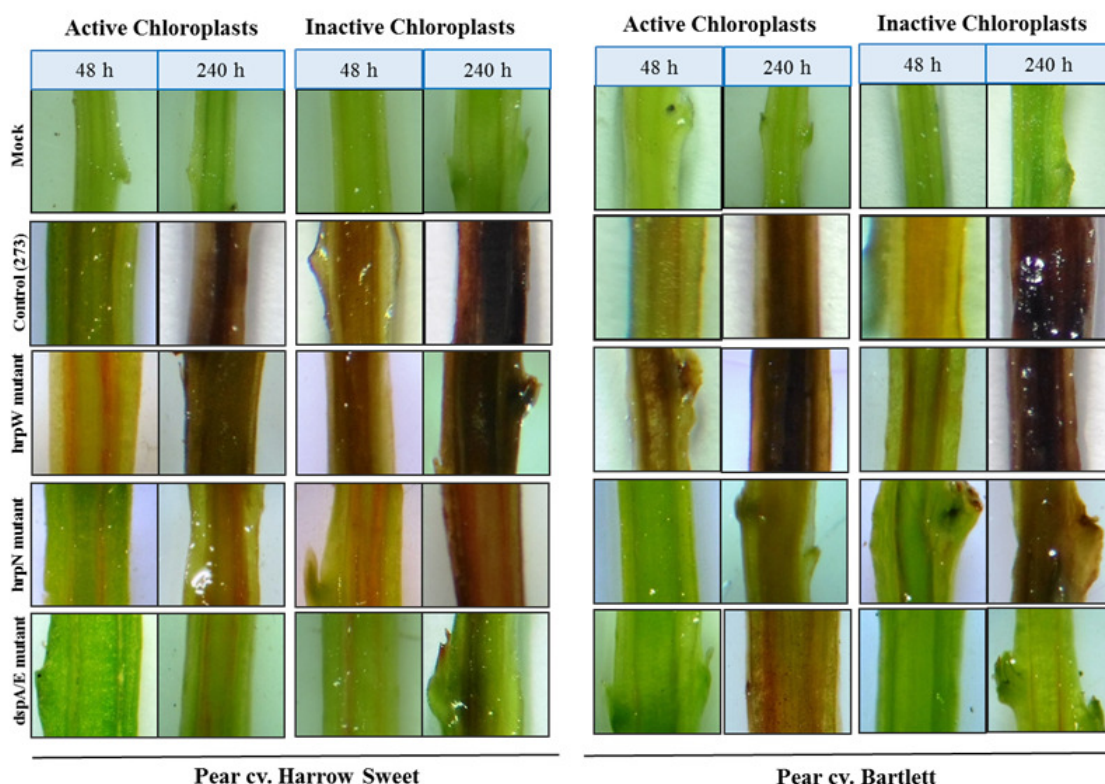 Active Chloroplasts Inactive Chloroplasts Active Chloroplasts Inactive Chloroplasts
48 h 240 h 48 h 240 h 48 h 240 h 48 h 240 h
Mock
Control (273)
hrpW mutant
hrpN mutant
dspA/E mutant
Pear cv. Harrow Sweet Pear cv. Bartlett